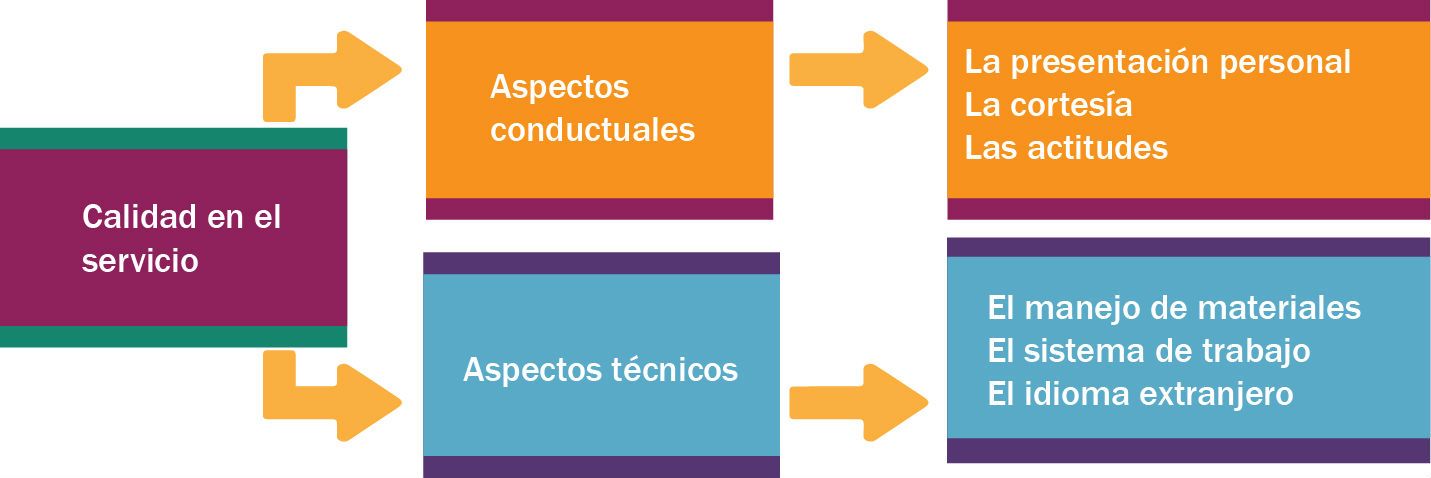 Calidad en el
servicio
Aspectos
conductuales
La presentación personal
La cortesía
Las actitudes
Aspectos técnicos
El manejo de materiales
El sistema de trabajo
El idioma extranjero